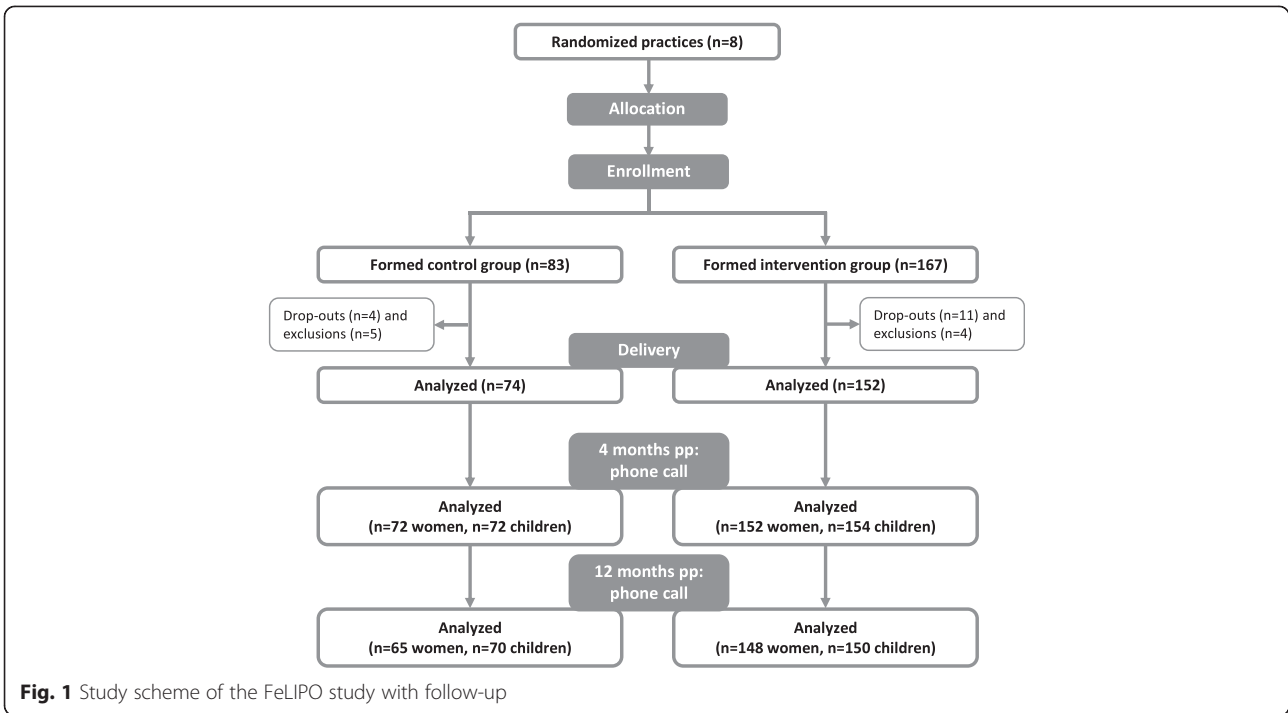 Randomized practices (n=8)
Allocation
Enrollment
Formed control group (n=83)
Formed intervention group (n=167)
Drop-outs (n=4) and
exclusions (n=5)
Drop-outs (n=11) and
exclusions (n=4)
Delivery
Analyzed (n=74)
Analyzed (n=152)
4 months pp:
phone call
Analyzed
(n=72 women, n=72 children)
Analyzed
(n=152 women, n=154 children)
12 months pp:
phone call
Analyzed
(n=65 women, n=70 children)
Analyzed
(n=148 women, n=150 children)
Fig. 1 Study scheme of the FeLIPO study with follow-up